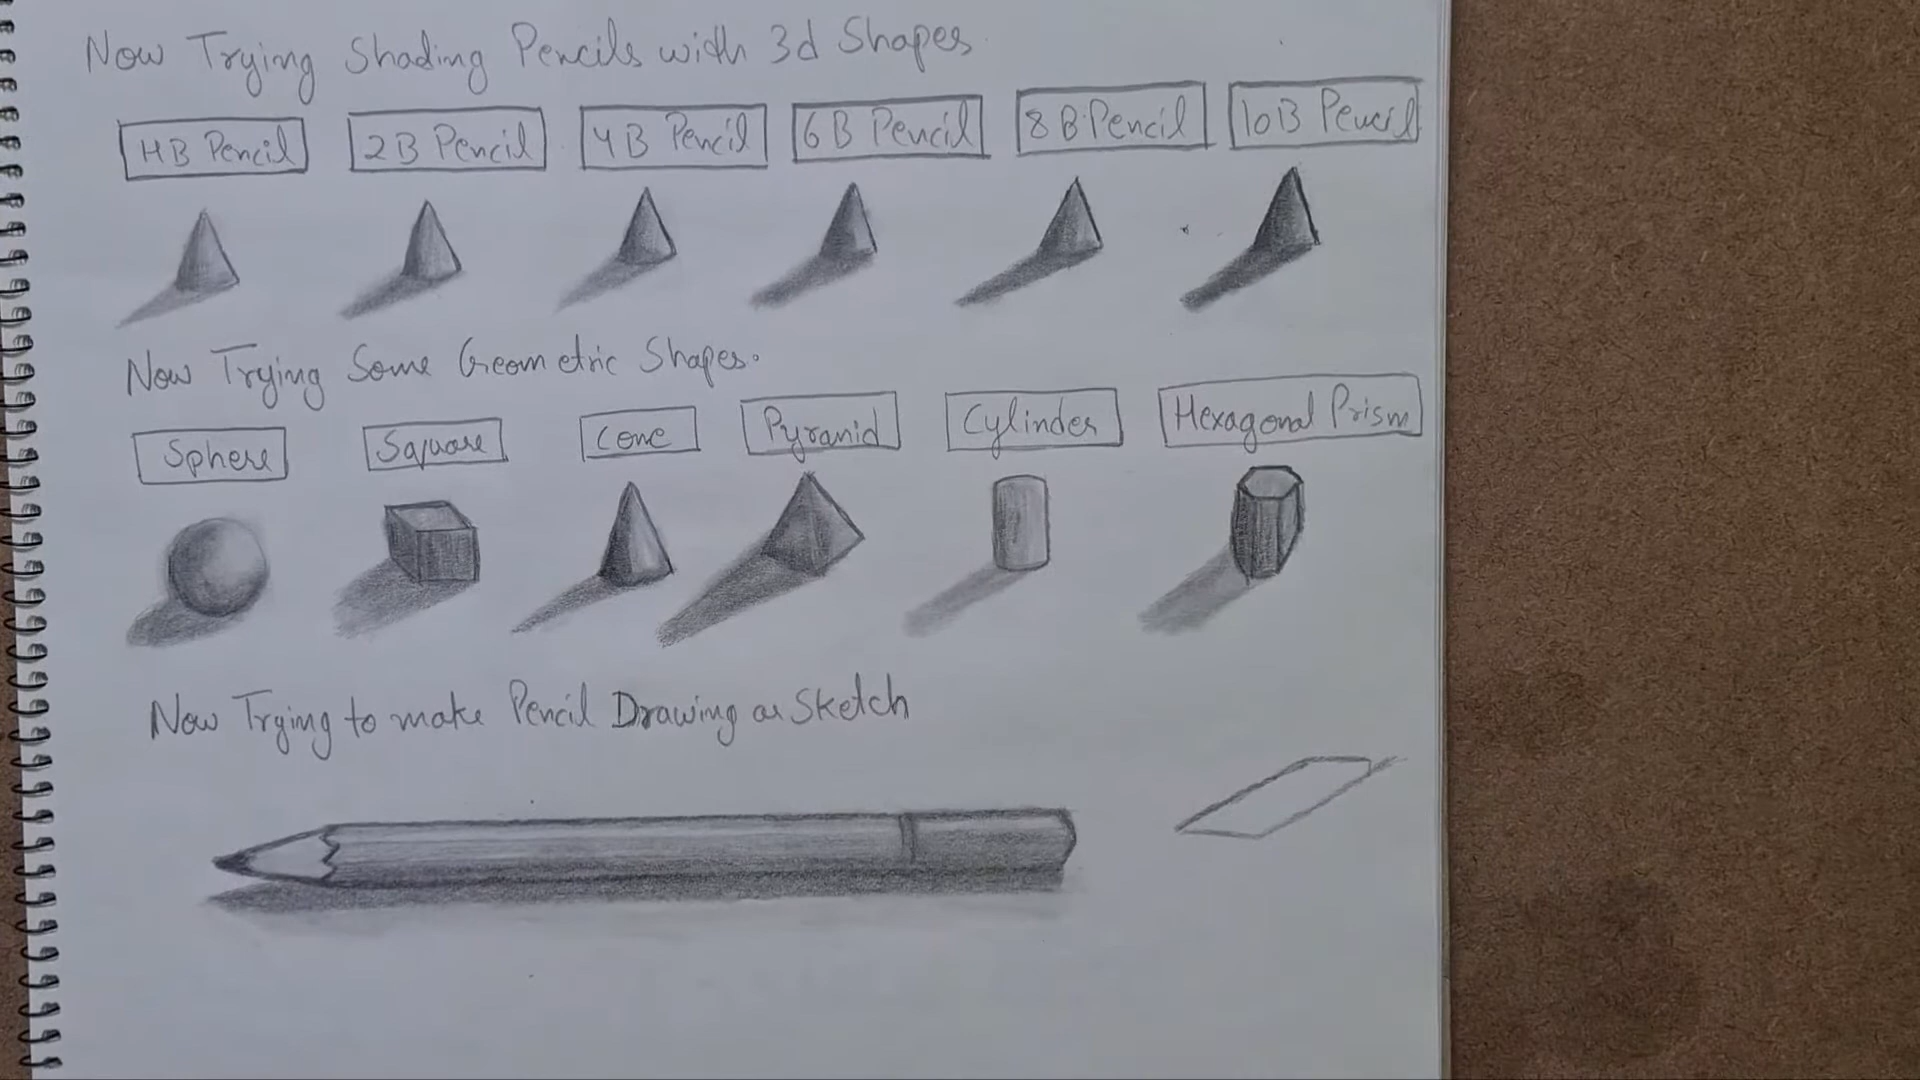 Now Trying Shading Pencils with 3d Shapes
HB Pencil 2B Pencil 4B Pencil 6B Pencil 8B Pencil 10B Pencil
Now Trying Some Geometric Shapes.
Sphere Square Cone Pyramid Cylinder Hexagonal Prism
Now Trying to make Pencil Drawing as Sketch